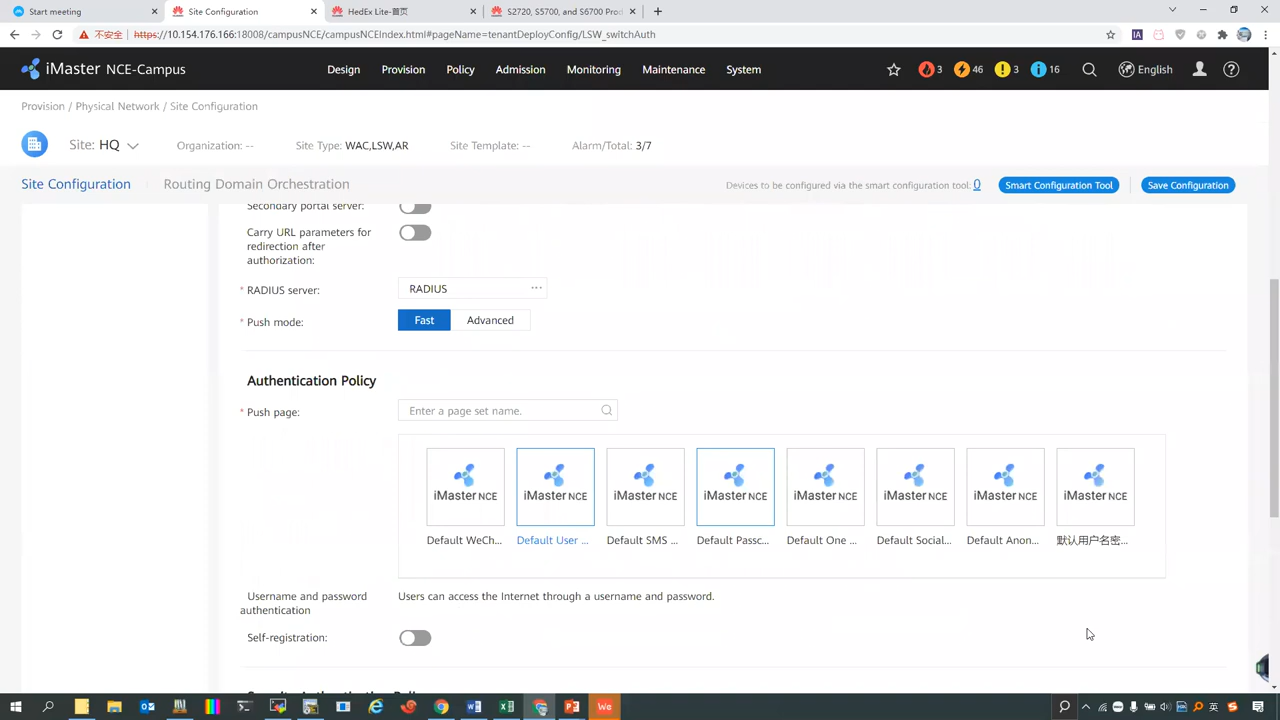 Start meeting
Site Configuration
HedEx Lite-首页
S2720, S5700, and S6700 Prod
不安全
https://10.154.176.166:18008/campusNCE/campusNCEIndex.html#pageName=tenantDeployConfig/LSW_switchAuth
IA
iMaster NCE-Campus
Design
Provision
Policy
Admission
Monitoring
Maintenance
System
3
46
3
16
English
Provision / Physical Network / Site Configuration
Site: HQ
Organization: --
Site Type: WAC,LSW,AR
Site Template: --
Alarm/Total: 3/7
Site Configuration
Routing Domain Orchestration
Devices to be configured via the smart configuration tool: 0
Smart Configuration Tool
Save Configuration
Secondary portal server:
Carry URL parameters for
redirection after
authorization:
* RADIUS server:
RADIUS
* Push mode:
Fast
Advanced
Authentication Policy
* Push page:
Enter a page set name.
iMaster NCE
iMaster NCE
iMaster NCE
iMaster NCE
iMaster NCE
iMaster NCE
iMaster NCE
iMaster NCE
Default WeCh...
Default User ...
Default SMS ...
Default Passc...
Default One ...
Default Social...
Default Anon...
默认用户名密...
Username and password
authentication
Users can access the Internet through a username and password.
Self-registration:
We
英